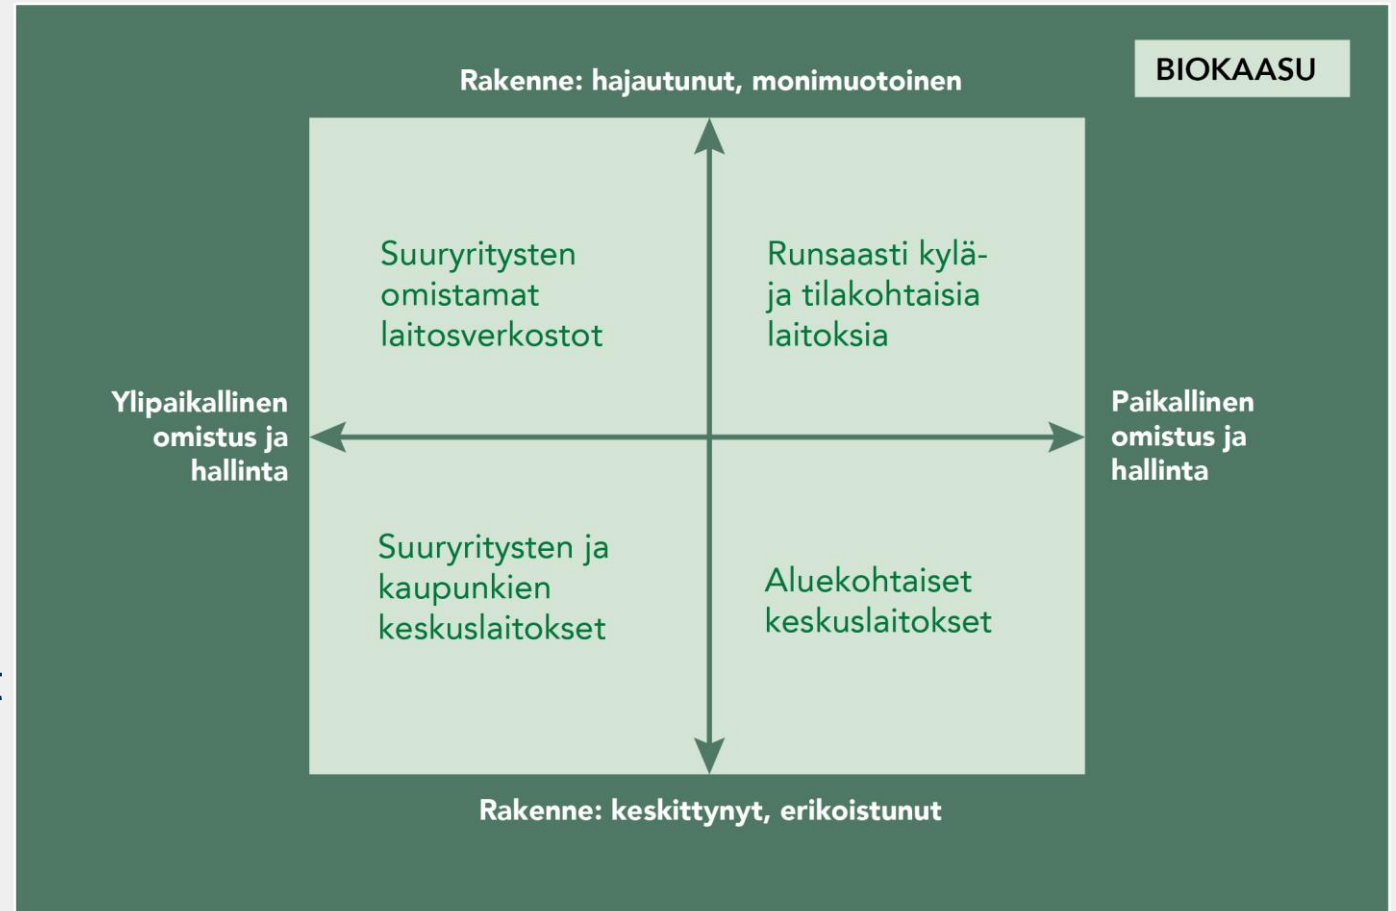 BIOKAASU
Rakenne: hajautunut, monimuotoinen
Suuryritysten
omistamat
laitosverkostot
Runsaasti kylä-
ja tilakohtaisia
laitoksia
Ylipaikallinen
omistus ja
hallinta
Paikallinen
omistus ja
hallinta
Suuryritysten ja
kaupunkien
keskuslaitokset
Aluekohtaiset
keskuslaitokset
Rakenne: keskittynyt, erikoistunut